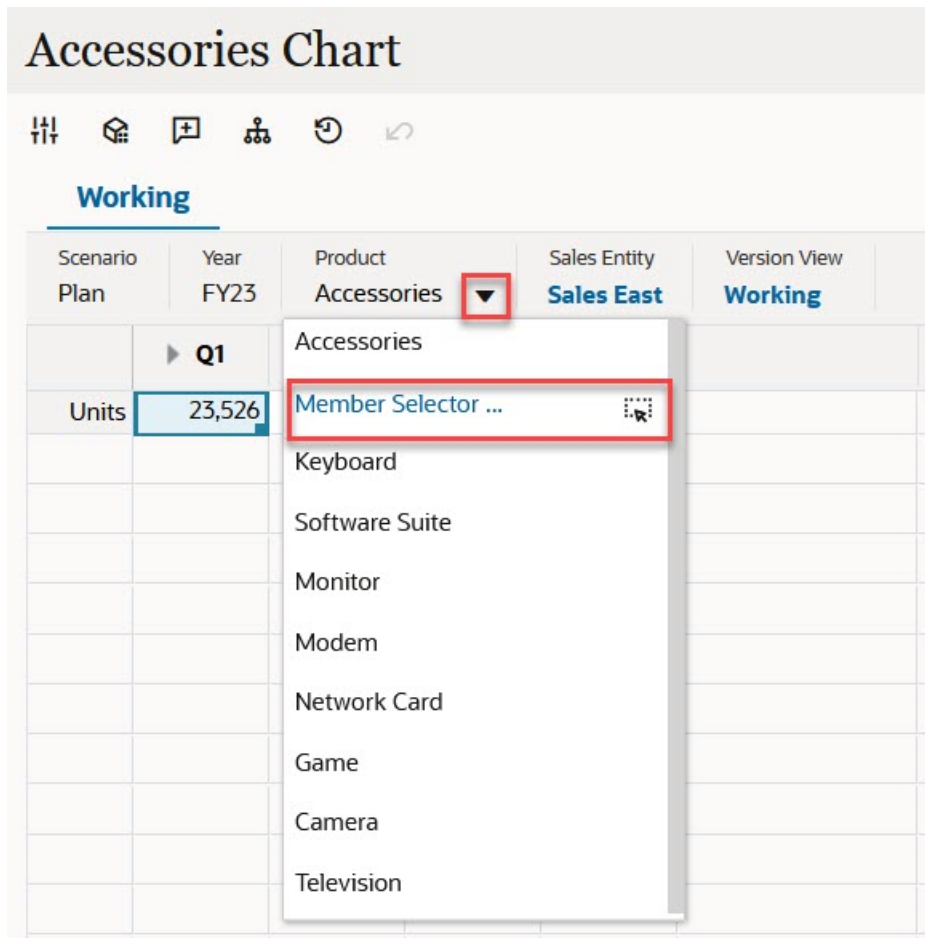 Accessories Chart
Working
Scenario Year Product Sales Entity Version View
Plan FY23 Accessories Sales East Working
Accessories
Q1
Member Selector ...
Units 23,526
Keyboard
Software Suite
Monitor
Modem
Network Card
Game
Camera
Television